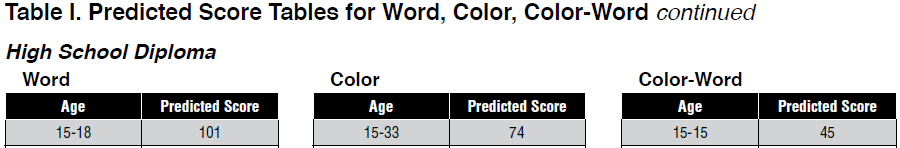 Table I. Predicted Score Tables for Word, Color, Color-Word continued
High School Diploma
Word Color Color-Word
Age Predicted Score Age Predicted Score Age Predicted Score
15-18 101 15-33 74 15-15 45